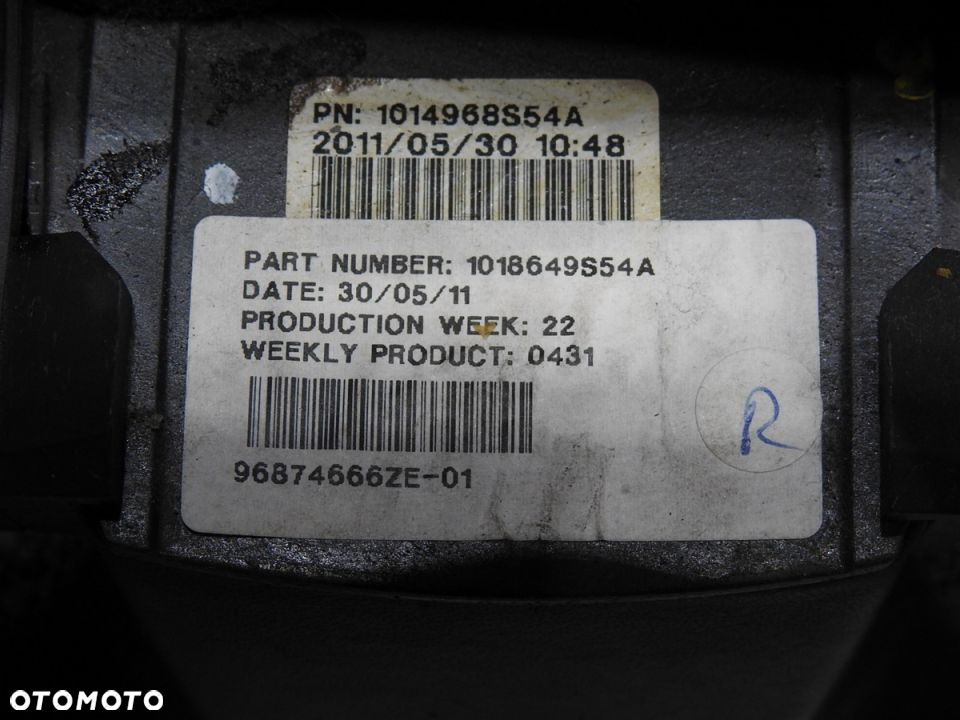 PN: 1014968S54A
2011/05/30 10:48
PART NUMBER: 1018649S54A
DATE: 30/05/11
PRODUCTION WEEK: 22
WEEKLY PRODUCT: 0431
R
96874666ZE-01
OTOMOTO